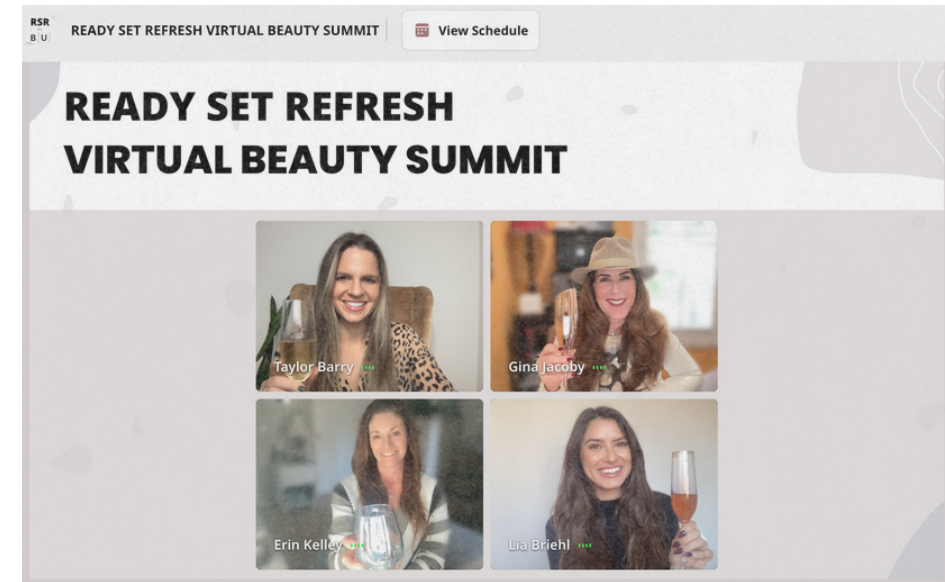 RSR
B U
READY SET REFRESH VIRTUAL BEAUTY SUMMIT
View Schedule
READY SET REFRESH
VIRTUAL BEAUTY SUMMIT
Taylor Barry
Gina Jacoby
Erin Kelley
Lia Briehl